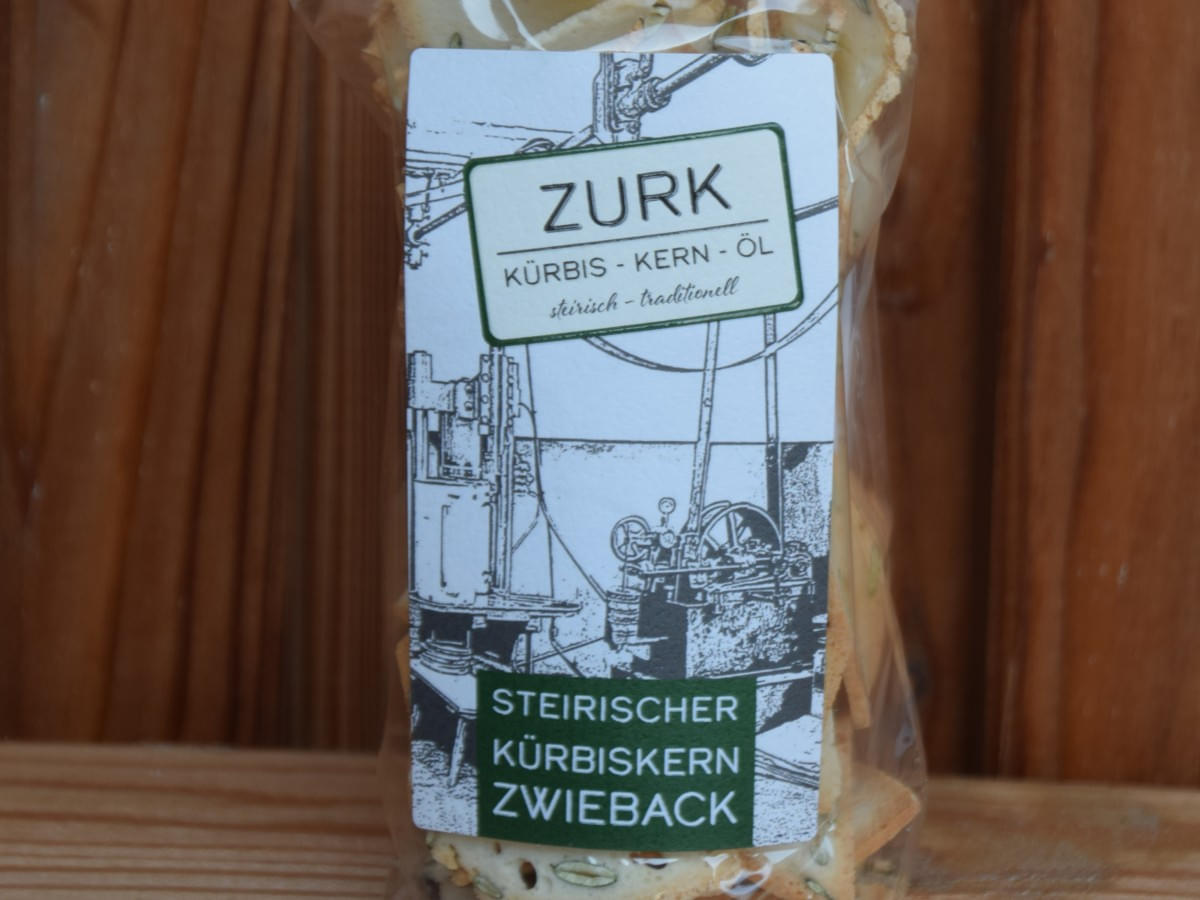 ZURK
KÜRBIS - KERN - ÖL
steirisch - traditionell
STEIRISCHER
KÜRBISKERN
ZWIEBACK